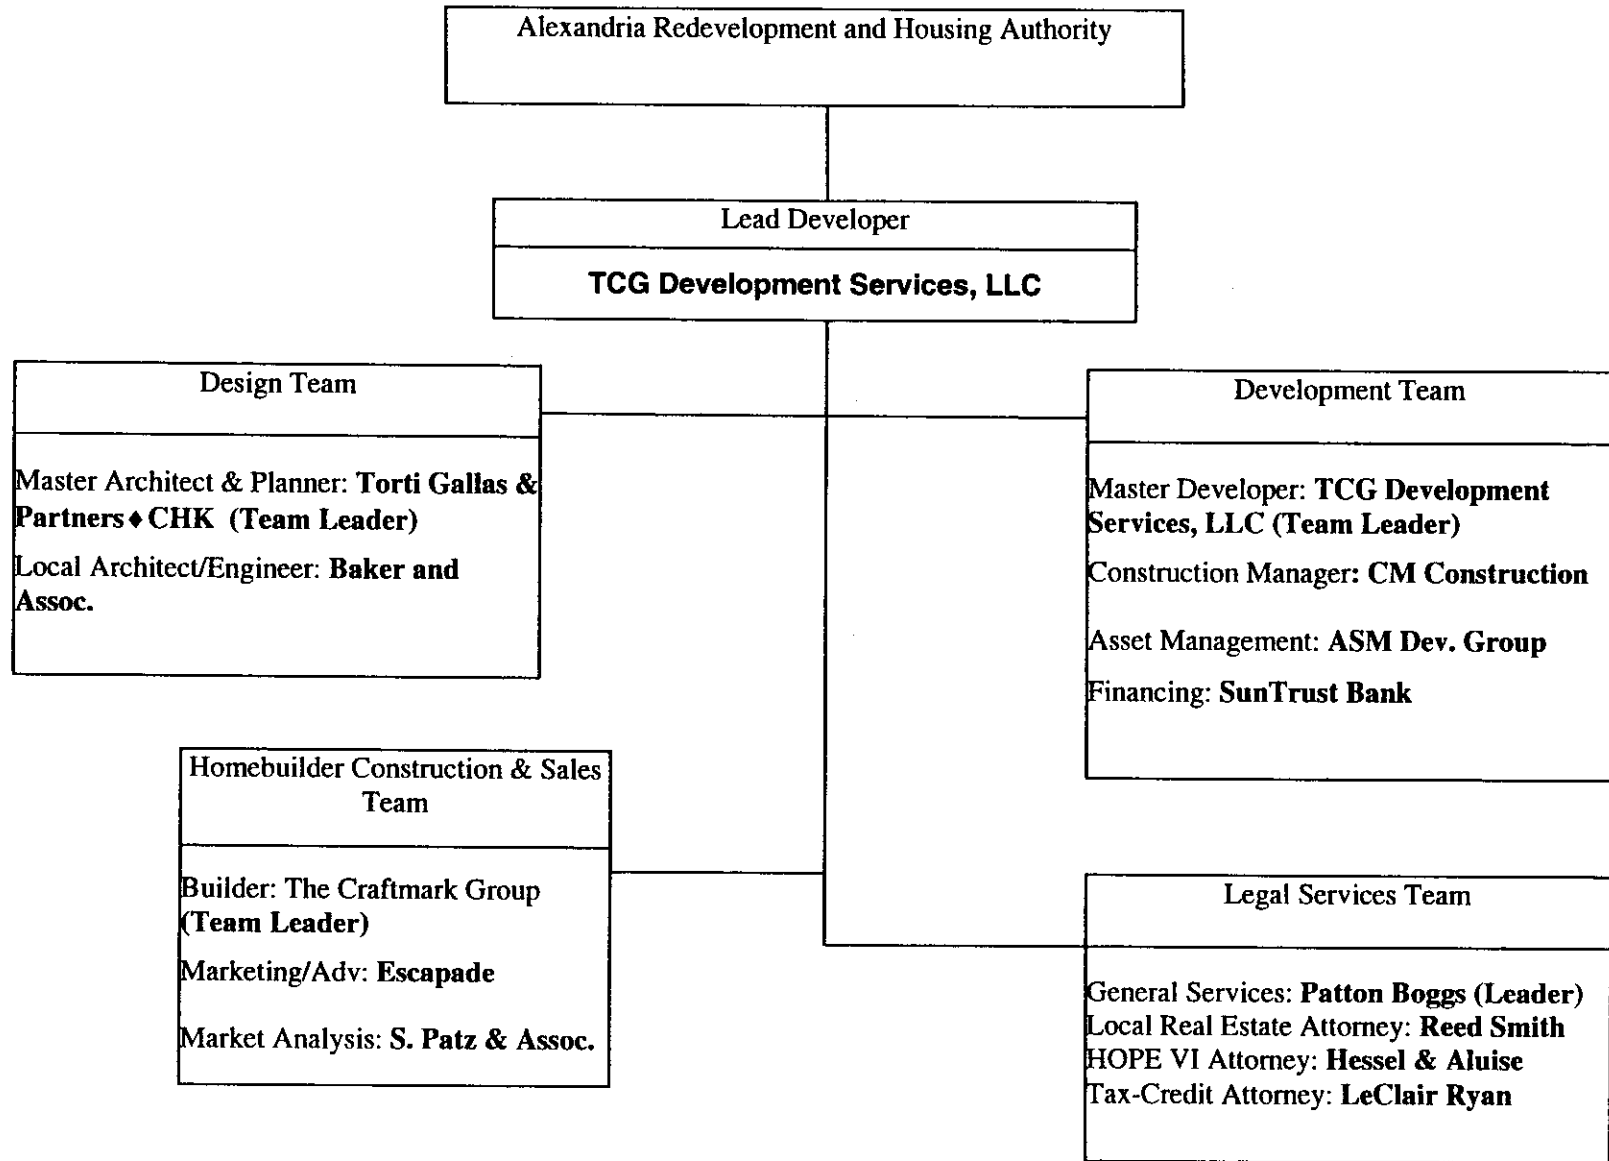 Alexandria Redevelopment and Housing Authority
Lead Developer
TCG Development Services, LLC
Design Team
Master Architect & Planner: Torti Gallas &
Partners♦CHK (Team Leader)
Local Architect/Engineer: Baker and
Assoc.
Development Team
Master Developer: TCG Development
Services, LLC (Team Leader)
Construction Manager: CM Construction
Asset Management: ASM Dev. Group
Financing: SunTrust Bank
Homebuilder Construction & Sales
Team
Builder: The Craftmark Group
(Team Leader)
Marketing/Adv: Escapade
Market Analysis: S. Patz & Assoc.
Legal Services Team
General Services: Patton Boggs (Leader)
Local Real Estate Attorney: Reed Smith
HOPE VI Attorney: Hessel & Aluise
Tax-Credit Attorney: LeClair Ryan